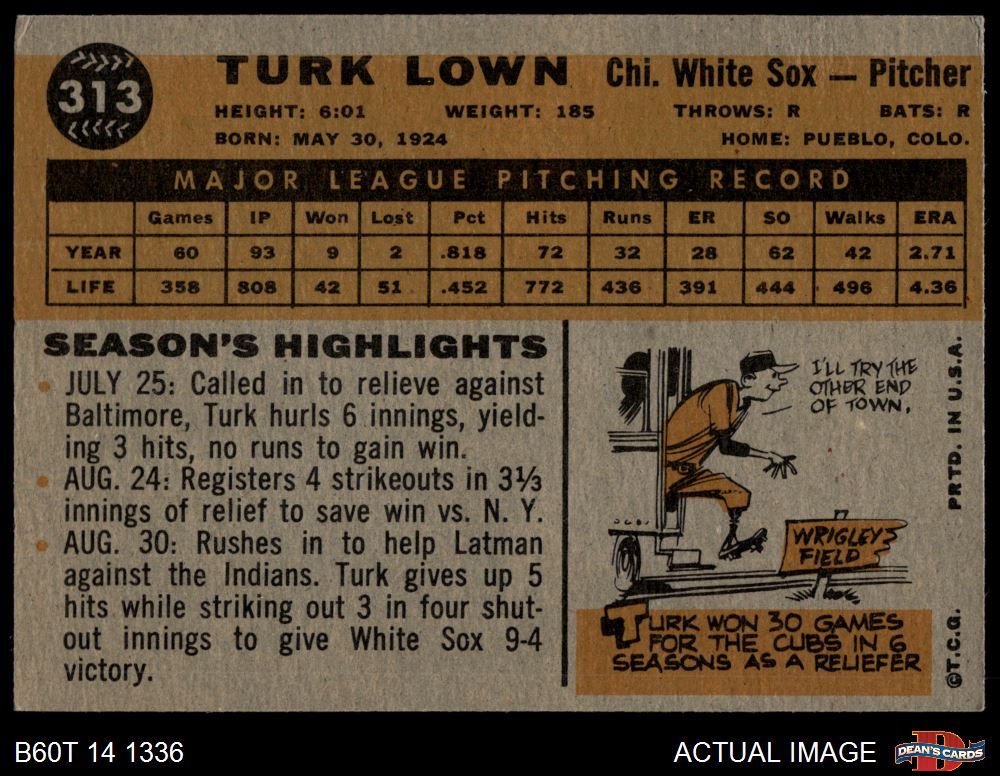 313
TURK LOWN Chi. White Sox — Pitcher
HEIGHT: 6:01 WEIGHT: 185 THROWS: R BATS: R
BORN: MAY 30, 1924 HOME: PUEBLO, COLO.
MAJOR LEAGUE PITCHING RECORD
Games IP Won Lost Pct Hits Runs ER SO Walks ERA
YEAR 60 93 9 2 .818 72 32 28 62 42 2.71
LIFE 358 808 42 51 .452 772 436 391 444 496 4.36
SEASON'S HIGHLIGHTS
• JULY 25: Called in to relieve against
Baltimore, Turk hurls 6 innings, yield-
ing 3 hits, no runs to gain win.
• AUG. 24: Registers 4 strikeouts in 3⅓
innings of relief to save win vs. N. Y.
• AUG. 30: Rushes in to help Latman
against the Indians. Turk gives up 5
hits while striking out 3 in four shut-
out innings to give White Sox 9-4
victory.
I'LL TRY THE
OTHER END
OF TOWN.
WRIGLEY
FIELD
TURK WON 30 GAMES
FOR THE CUBS IN 6
SEASONS AS A RELIEFER
©T.C.G. PRTD. IN U.S.A.
B60T 14 1336 ACTUAL IMAGE DEAN'S CARDS